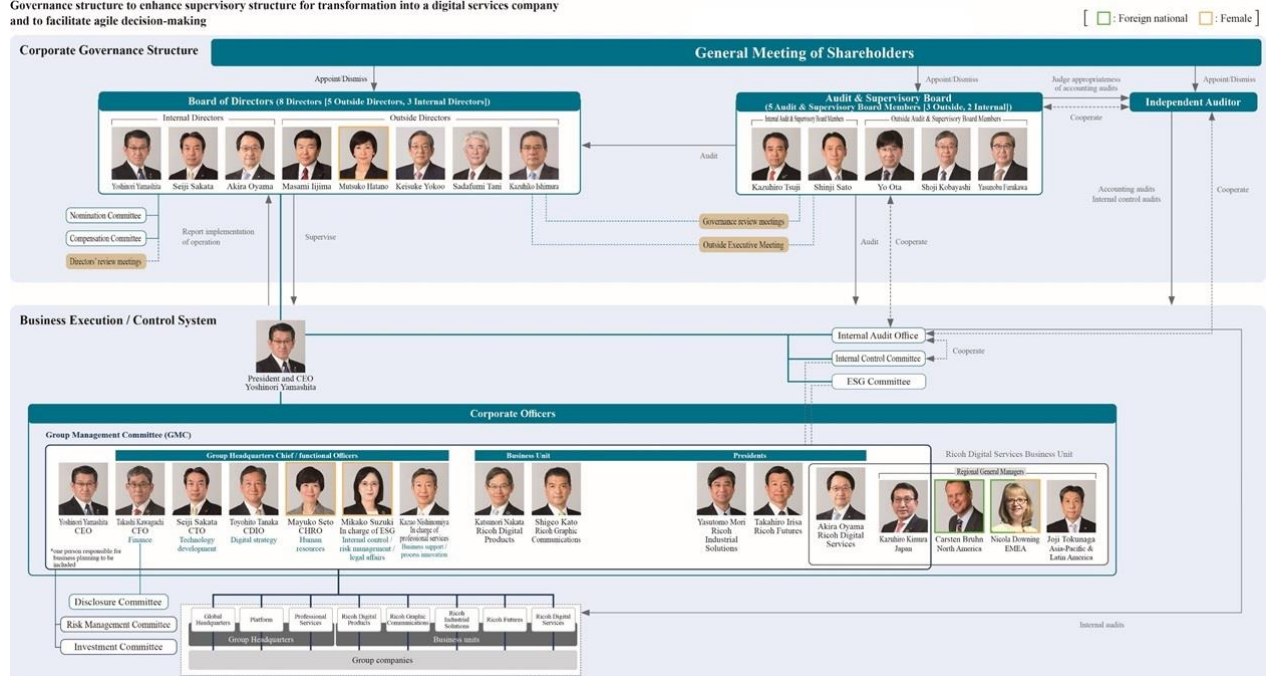 Governance structure to enhance supervisory structure for transformation into a digital services company
and to facilitate agile decision-making
[ : Foreign national : Female ]
Corporate Governance Structure
General Meeting of Shareholders
Appoint/Dismiss
Appoint/Dismiss
Judge appropriateness
of accounting audits
Appoint/Dismiss
Board of Directors (8 Directors [5 Outside Directors, 3 Internal Directors])
Audit & Supervisory Board
(5 Audit & Supervisory Board Members [3 Outside, 2 Internal])
Independent Auditor
Cooperate
Internal Directors
Outside Directors
Internal Audit & Supervisory Board Members
Outside Audit & Supervisory Board Members
Audit
Yoshinori Yamashita
Seiji Sakata
Akira Oyama
Masami Iijima
Mutsuko Hatano
Keisuke Yokoo
Sadafumi Tani
Kazuhiko Ishimura
Kazuhiro Tsuji
Shinji Sato
Yo Ota
Shoji Kobayashi
Yasunobu Furukawa
Accounting audits
Internal control audits
Cooperate
Nomination Committee
Compensation Committee
Directors' review meetings
Report implementation
of operation
Supervise
Governance review meetings
Outside Executive Meeting
Audit
Cooperate
Business Execution / Control System
President and CEO
Yoshinori Yamashita
Internal Audit Office
Internal Control Committee
ESG Committee
Cooperate
Corporate Officers
Group Management Committee (GMC)
Group Headquarters Chief / functional Officers
Business Unit
Presidents
Ricoh Digital Services Business Unit
Regional General Managers
Yoshinori Yamashita
CEO
*one person responsible for
business planning to be
included
Takashi Kawaguchi
CFO
Finance
Seiji Sakata
CTO
Technology
development
Toyohito Tanaka
CDIO
Digital strategy
Mayuko Seto
CHRO
Human
resources
Mikako Suzuki
In charge of ESG
Internal control /
risk management /
legal affairs
Kazuo Nishinomiya
In charge of
professional services
Business support /
process innovation
Katsunori Nakata
Ricoh Digital
Products
Shigeo Kato
Ricoh Graphic
Communications
Yasutomo Mori
Ricoh
Industrial
Solutions
Takahiro Irisa
Ricoh Futures
Akira Oyama
Ricoh Digital
Services
Kazuhiro Kimura
Japan
Carsten Bruhn
North America
Nicola Downing
EMEA
Joji Tokunaga
Asia-Pacific &
Latin America
Disclosure Committee
Risk Management Committee
Investment Committee
Global
Headquarters
Platform
Professional
Services
Ricoh Digital
Products
Ricoh Graphic
Communications
Ricoh
Industrial
Solutions
Ricoh Futures
Ricoh Digital
Services
Group Headquarters
Business units
Group companies
Internal audits